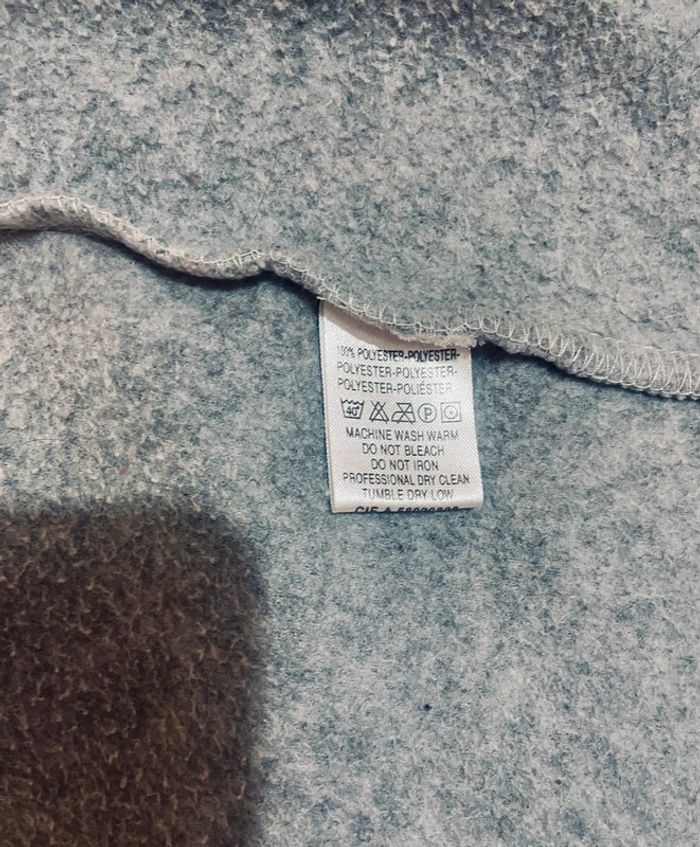 100% POLYESTER-POLYESTER-
POLYESTER-POLYESTER-
POLYESTER-POLIÉSTER
40°
P
MACHINE WASH WARM
DO NOT BLEACH
DO NOT IRON
PROFESSIONAL DRY CLEAN
TUMBLE DRY LOW